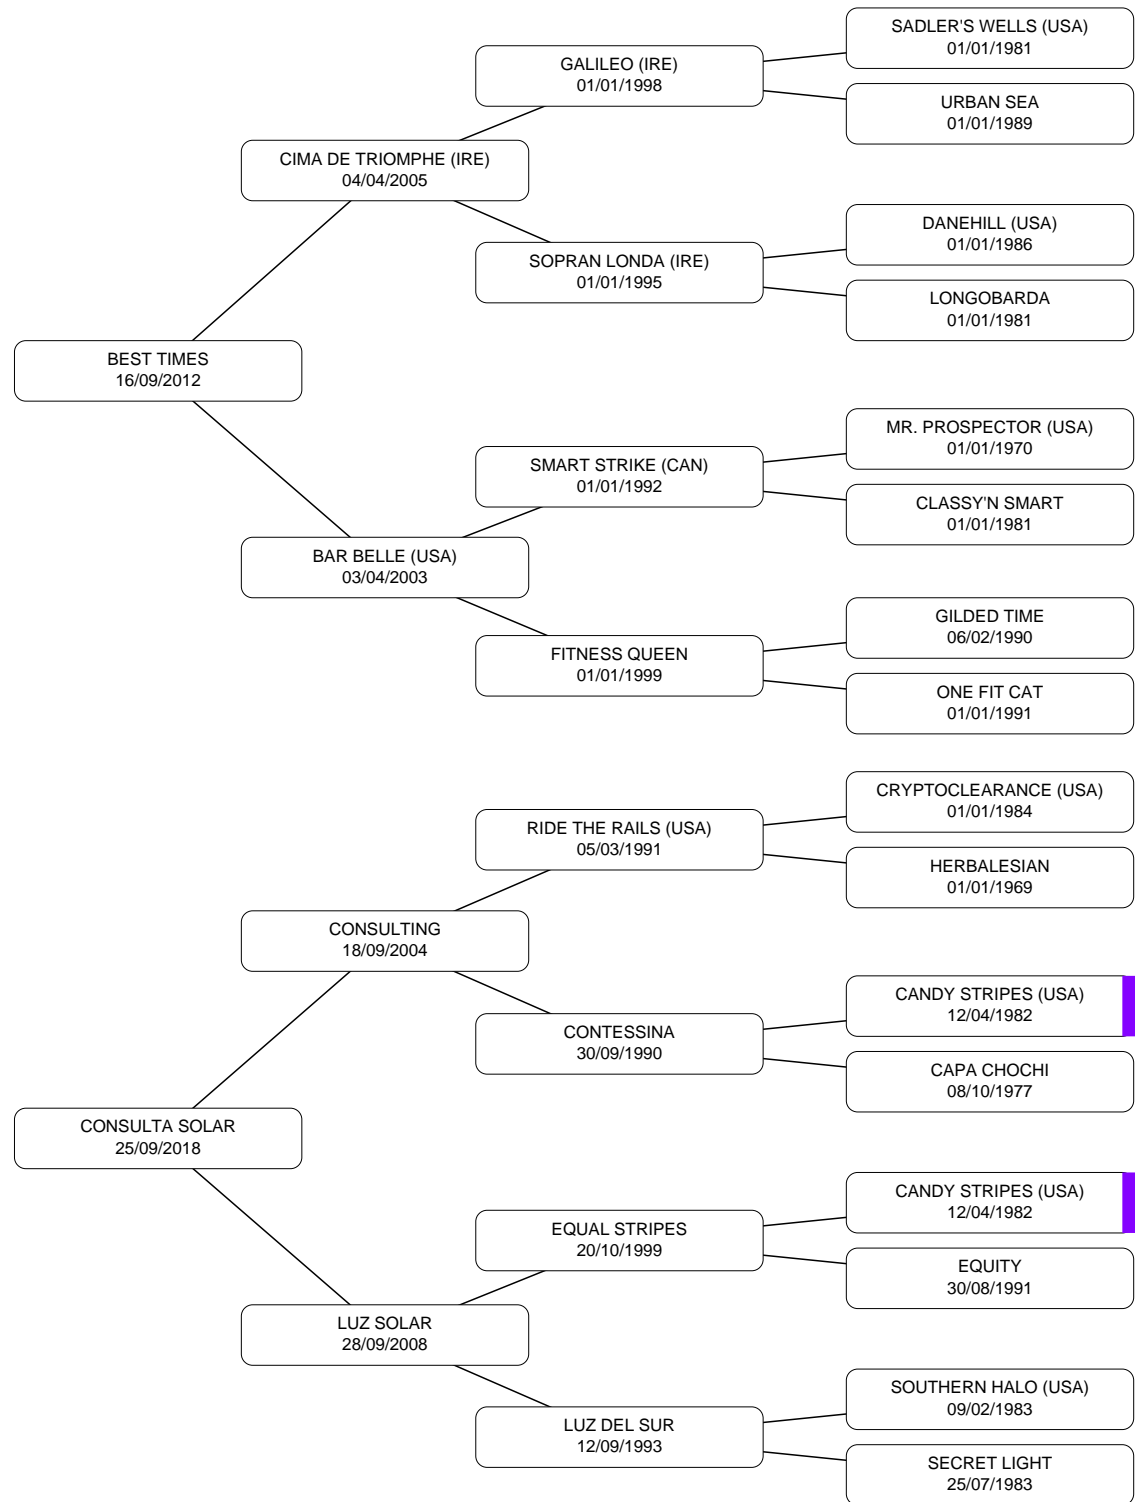 SADLER'S WELLS (USA)
01/01/1981
GALILEO (IRE)
01/01/1998
URBAN SEA
01/01/1989
CIMA DE TRIOMPHE (IRE)
04/04/2005
DANEHILL (USA)
01/01/1986
SOPRAN LONDA (IRE)
01/01/1995
LONGOBARDA
01/01/1981
BEST TIMES
16/09/2012
MR. PROSPECTOR (USA)
01/01/1970
SMART STRIKE (CAN)
01/01/1992
CLASSY'N SMART
01/01/1981
BAR BELLE (USA)
03/04/2003
GILDED TIME
06/02/1990
FITNESS QUEEN
01/01/1999
ONE FIT CAT
01/01/1991
CRYPTOCLEARANCE (USA)
01/01/1984
RIDE THE RAILS (USA)
05/03/1991
HERBALESIAN
01/01/1969
CONSULTING
18/09/2004
CANDY STRIPES (USA)
12/04/1982
CONTESSINA
30/09/1990
CAPA CHOCHI
08/10/1977
CONSULTA SOLAR
25/09/2018
CANDY STRIPES (USA)
12/04/1982
EQUAL STRIPES
20/10/1999
EQUITY
30/08/1991
LUZ SOLAR
28/09/2008
SOUTHERN HALO (USA)
09/02/1983
LUZ DEL SUR
12/09/1993
SECRET LIGHT
25/07/1983